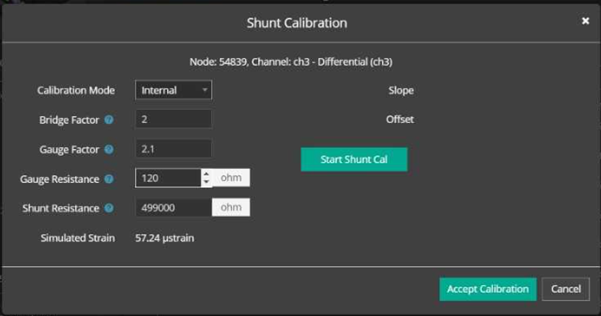 Shunt Calibration
×
Node: 54839, Channel: ch3 - Differential (ch3)
Calibration Mode Internal Slope
Bridge Factor ? 2 Offset
Gauge Factor ? 2.1
Start Shunt Cal
Gauge Resistance ? 120 ohm
Shunt Resistance ? 499000 ohm
Simulated Strain 57.24 µstrain
Accept Calibration Cancel